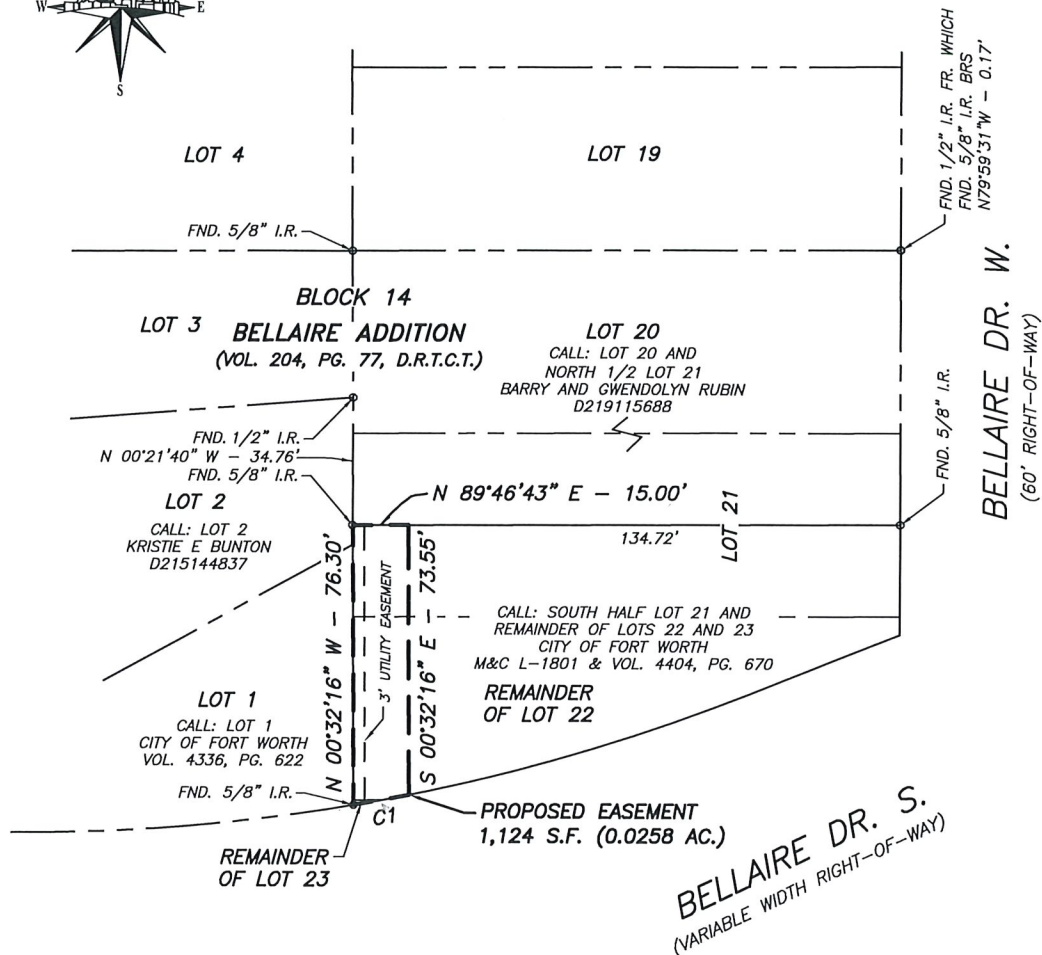 W
E
S
LOT 4
LOT 19
FND. 1/2" I.R. FR. WHICH
FND. 5/8" I.R. BRS
N79°59'31"W - 0.17'
FND. 5/8" I.R.
BLOCK 14
LOT 3
BELLAIRE ADDITION
(VOL. 204, PG. 77, D.R.T.C.T.)
LOT 20
CALL: LOT 20 AND
NORTH 1/2 LOT 21
BARRY AND GWENDOLYN RUBIN
D219115688
BELLAIRE DR. W.
(60' RIGHT-OF-WAY)
FND. 1/2" I.R.
N 00°21'40" W - 34.76'
FND. 5/8" I.R.
FND. 5/8" I.R.
LOT 2
CALL: LOT 2
KRISTIE E BUNTON
D215144837
N 89°46'43" E - 15.00'
134.72'
LOT 21
N 00°32'16" W - 76.30'
3' UTILITY EASEMENT
S 00°32'16" E - 73.55'
CALL: SOUTH HALF LOT 21 AND
REMAINDER OF LOTS 22 AND 23
CITY OF FORT WORTH
M&C L-1801 & VOL. 4404, PG. 670
REMAINDER
OF LOT 22
LOT 1
CALL: LOT 1
CITY OF FORT WORTH
VOL. 4336, PG. 622
FND. 5/8" I.R.
C1
PROPOSED EASEMENT
1,124 S.F. (0.0258 AC.)
REMAINDER
OF LOT 23
BELLAIRE DR. S.
(VARIABLE WIDTH RIGHT-OF-WAY)